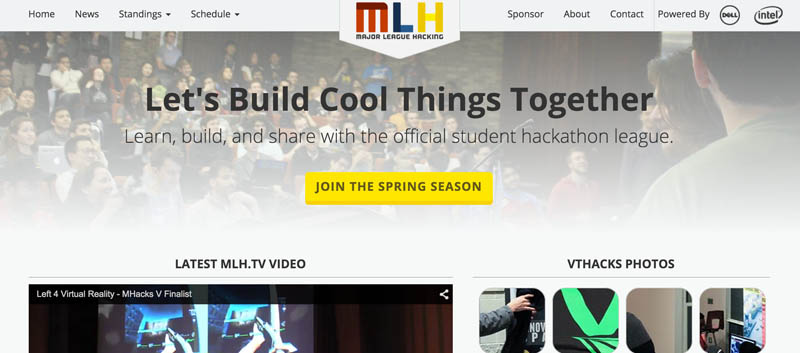 Home News Standings Schedule
MLH
MAJOR LEAGUE HACKING
Sponsor About Contact Powered By DELL intel
Let's Build Cool Things Together
Learn, build, and share with the official student hackathon league.
JOIN THE SPRING SEASON
LATEST MLH.TV VIDEO
VTHACKS PHOTOS
Left 4 Virtual Reality - MHacks V Finalist
NOV
PA